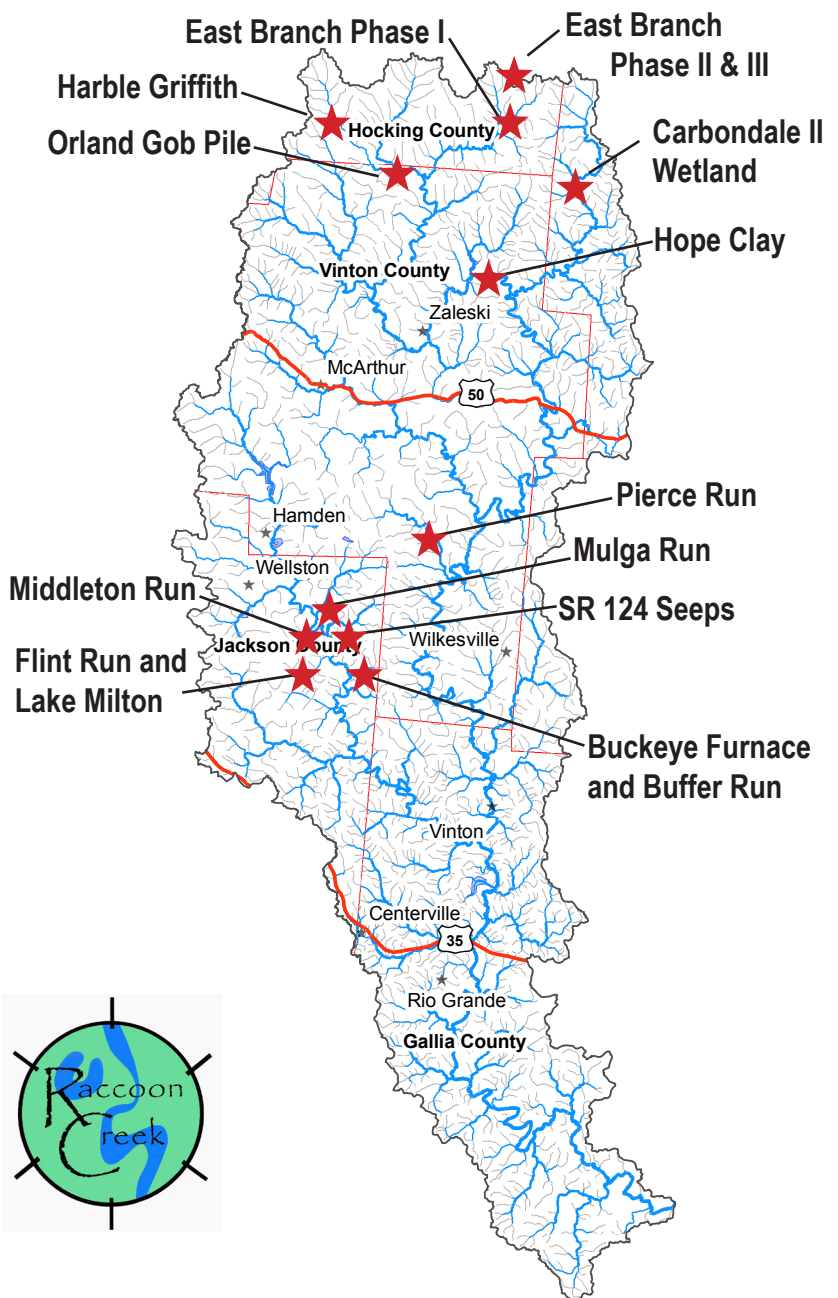 East Branch Phase I
East Branch
Phase II & III
Harble Griffith
Hocking County
Orland Gob Pile
Carbondale II
Wetland
Hope Clay
Vinton County
Zaleski
McArthur
50
Pierce Run
Hamden
Mulga Run
Wellston
Middleton Run
SR 124 Seeps
Jackson County
Wilkesville
Flint Run and
Lake Milton
Buckeye Furnace
and Buffer Run
Vinton
Centerville
35
Rio Grande
Gallia County
Raccoon
Creek